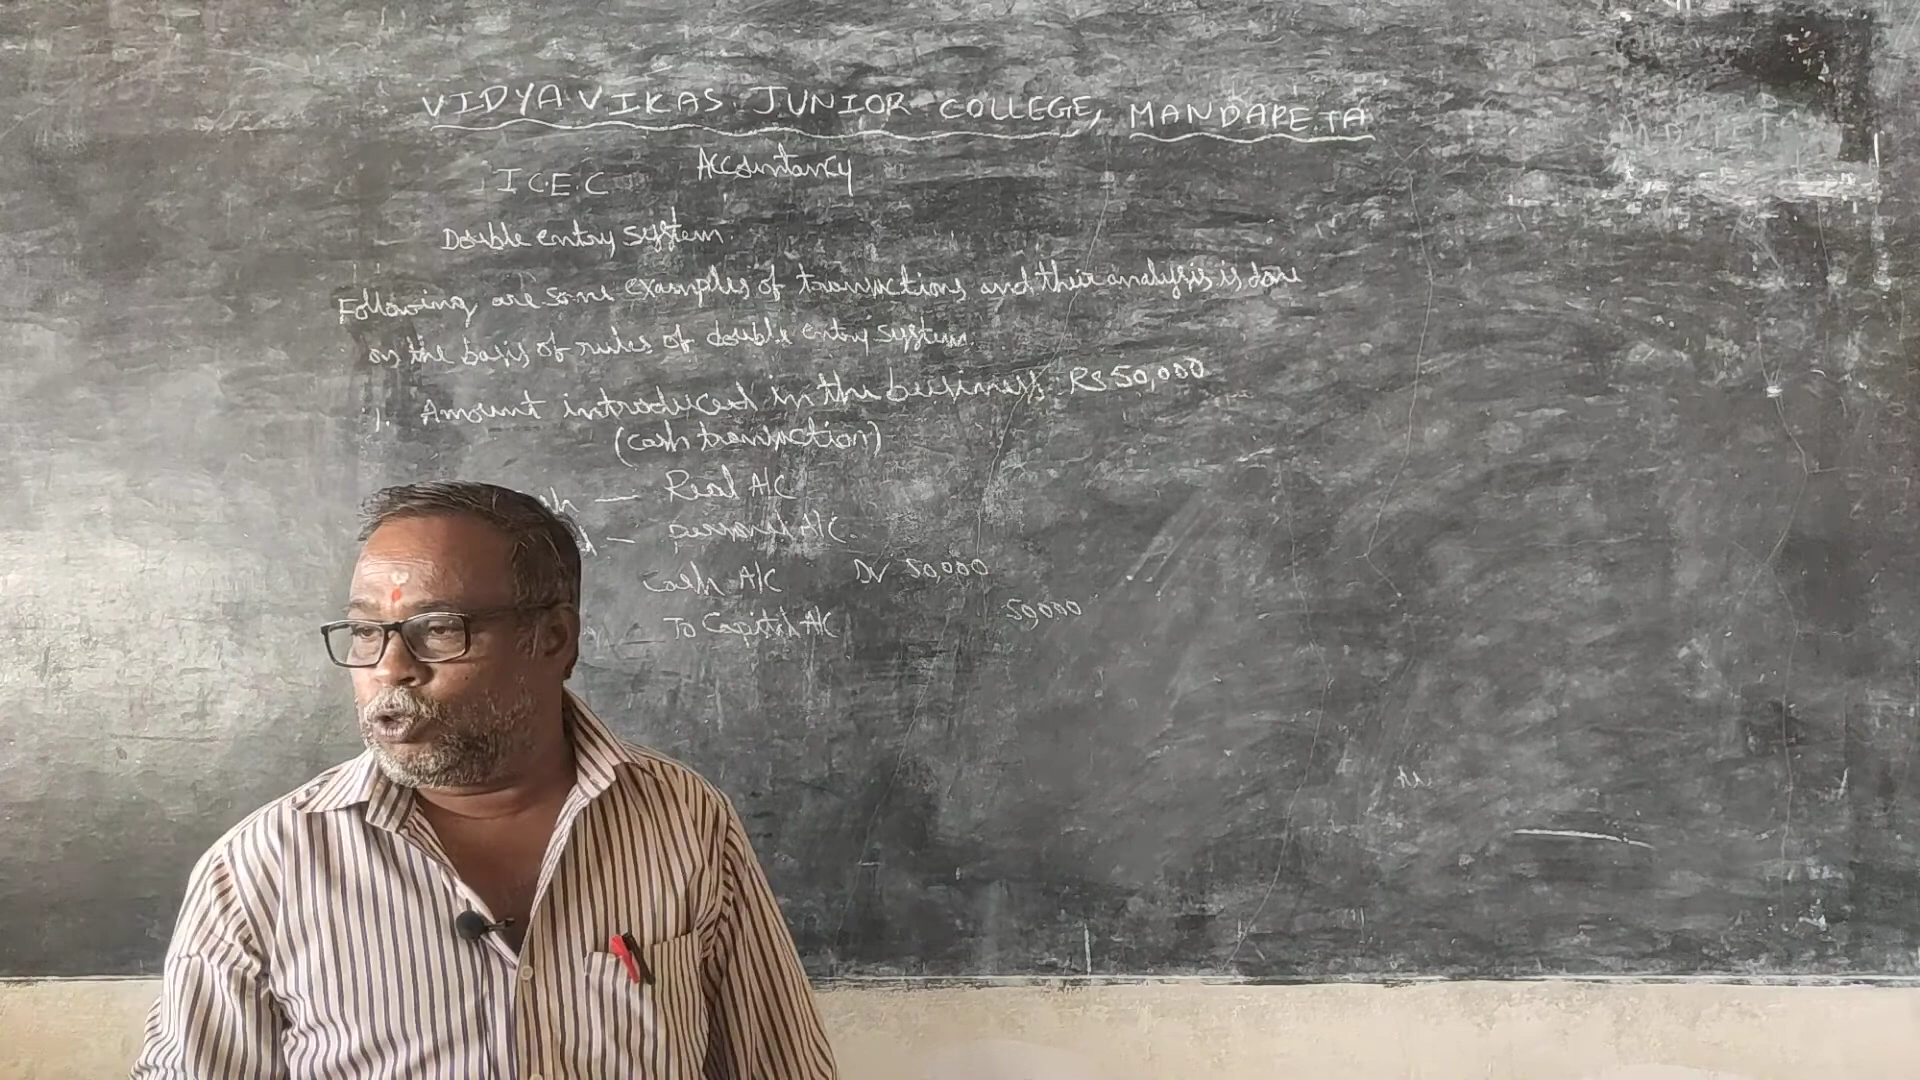 VIDYA VIKAS JUNIOR COLLEGE, MANDAPETA
I C.E.C Accountancy
Double entry system.
Following are some examples of transactions and their analysis is done
on the basis of rules of double entry system.
1. Amount introduced in the business Rs 50,000
(cash transaction)
— Real A/C
— personal A/C
Cash A/C Dr 50,000
To Capital A/C 50,000